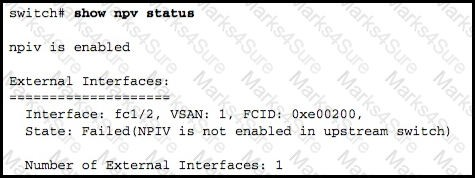 switch# show npv status
npiv is enabled
External Interfaces:
====================
Interface: fc1/2, VSAN: 1, FCID: 0xe00200,
State: Failed(NPIV is not enabled in upstream switch)
Number of External Interfaces: 1
Marks4Sure